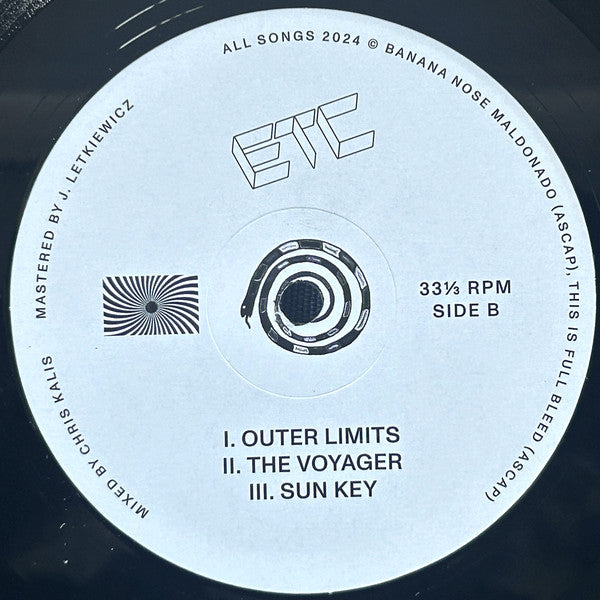 ALL SONGS 2024 © BANANA NOSE MALDONADO (ASCAP), THIS IS FULL BLEED (ASCAP)
MASTERED BY J. LETKIEWICZ
ETC
33⅓ RPM
SIDE B
MIXED BY CHRIS KALIS
I. OUTER LIMITS
II. THE VOYAGER
III. SUN KEY